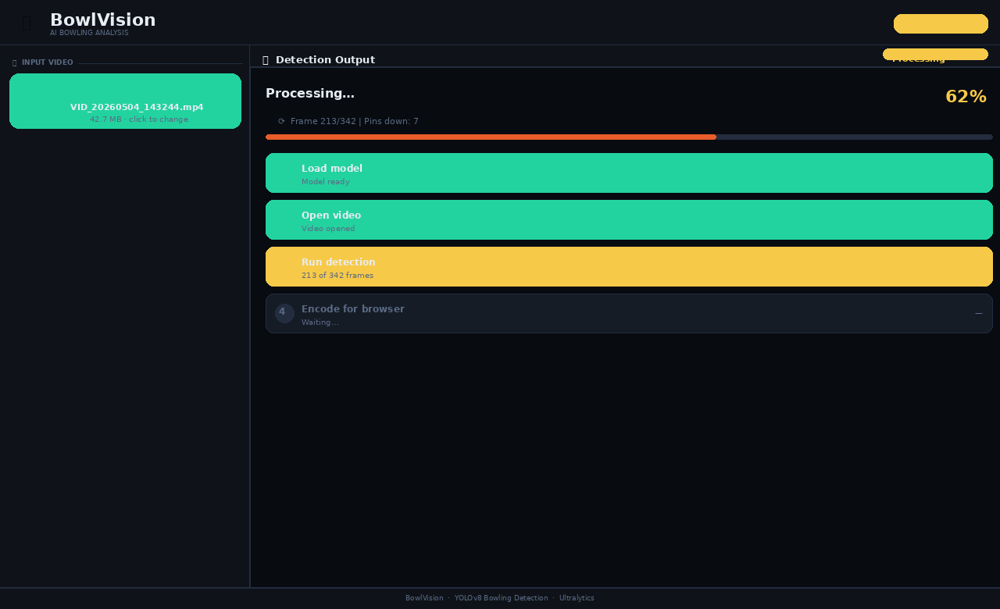 BowlVision
AI BOWLING ANALYSIS
INPUT VIDEO
VID_20260504_143244.mp4
42.7 MB · click to change
Detection Output
Processing
Processing…
62%
⟳ Frame 213/342 | Pins down: 7
Load model
Model ready
Open video
Video opened
Run detection
213 of 342 frames
4
Encode for browser
Waiting…
—
BowlVision · YOLOv8 Bowling Detection · Ultralytics